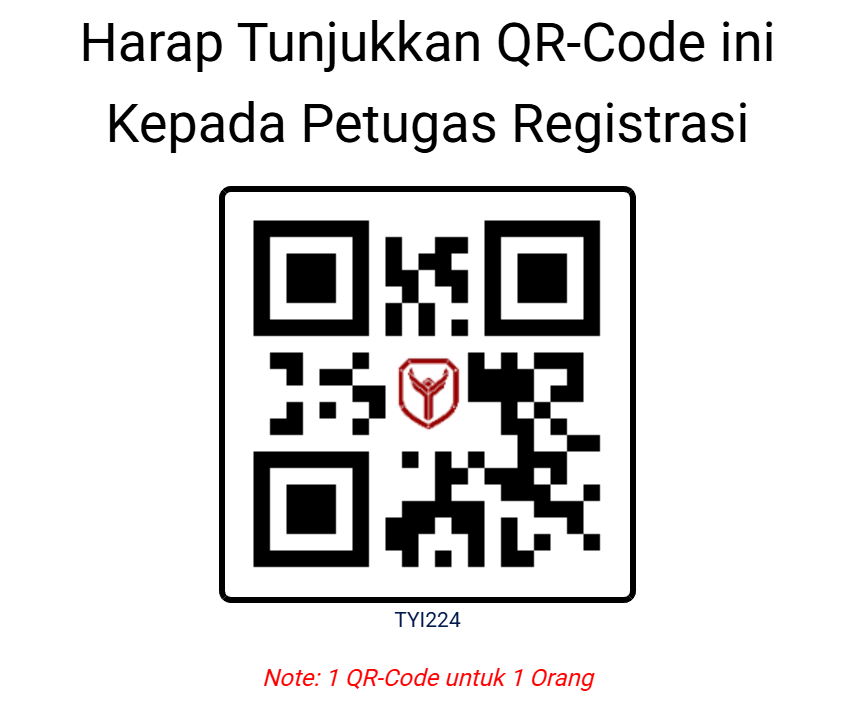 Harap Tunjukkan QR-Code ini
Kepada Petugas Registrasi
TYI224
Note: 1 QR-Code untuk 1 Orang